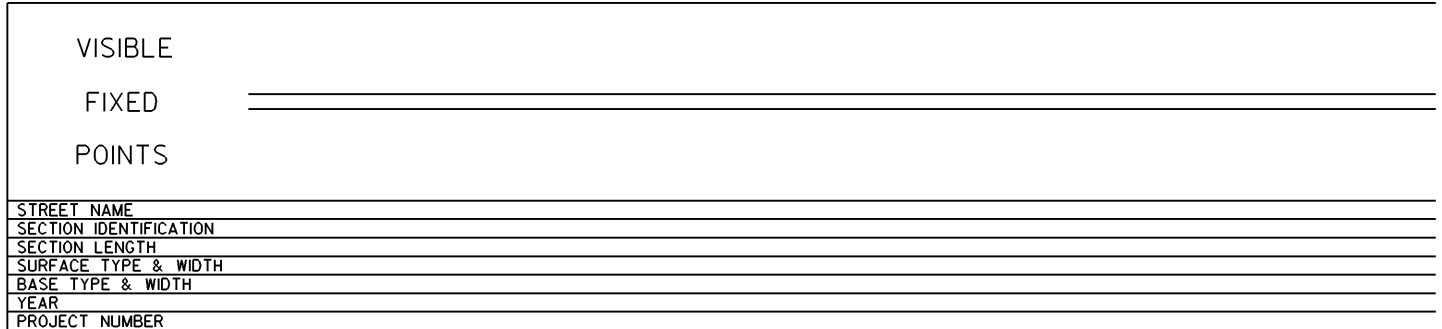 VISIBLE
FIXED
POINTS
STREET NAME
SECTION IDENTIFICATION
SECTION LENGTH
SURFACE TYPE & WIDTH
BASE TYPE & WIDTH
YEAR
PROJECT NUMBER